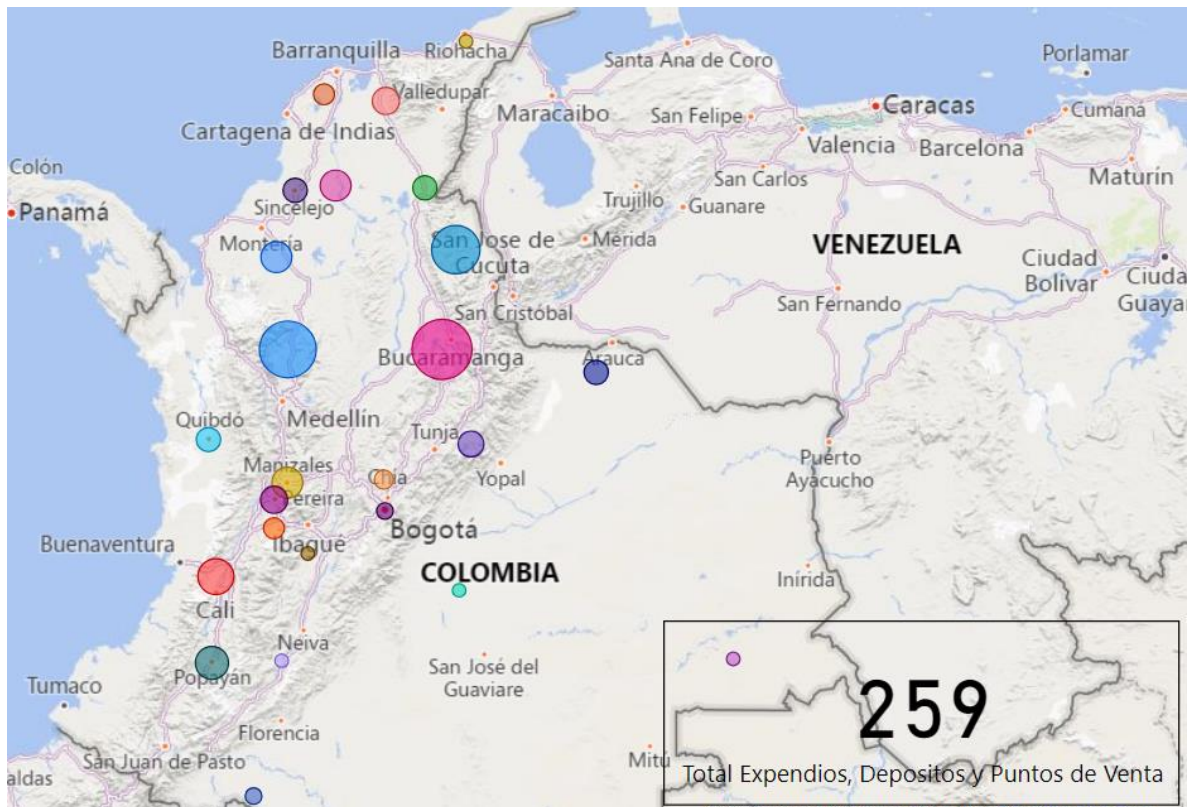 Barranquilla
Riohacha
Santa Ana de Coro
Porlamar
Valledupar
Maracaibo
Caracas
Cumaná
Cartagena de Indias
San Felipe
Valencia
Barcelona
Colón
San Carlos
Maturín
Panamá
Sincelejo
Trujillo
Guanare
Montería
San Jose de
Cucuta
Mérida
VENEZUELA
Ciudad
Bolívar
Ciuda
Guayar
San Cristóbal
San Fernando
Bucaramanga
Arauca
Quibdó
Medellín
Tunja
Manizales
Chía
Yopal
Puerto
Ayacucho
Pereira
Bogotá
Buenaventura
Ibagué
COLOMBIA
Inírida
Cali
Neiva
San José del
Guaviare
Popayán
Tumaco
Florencia
259
Mitú
San Juan de Pasto
aldas
Total Expendios, Depositos y Puntos de Venta